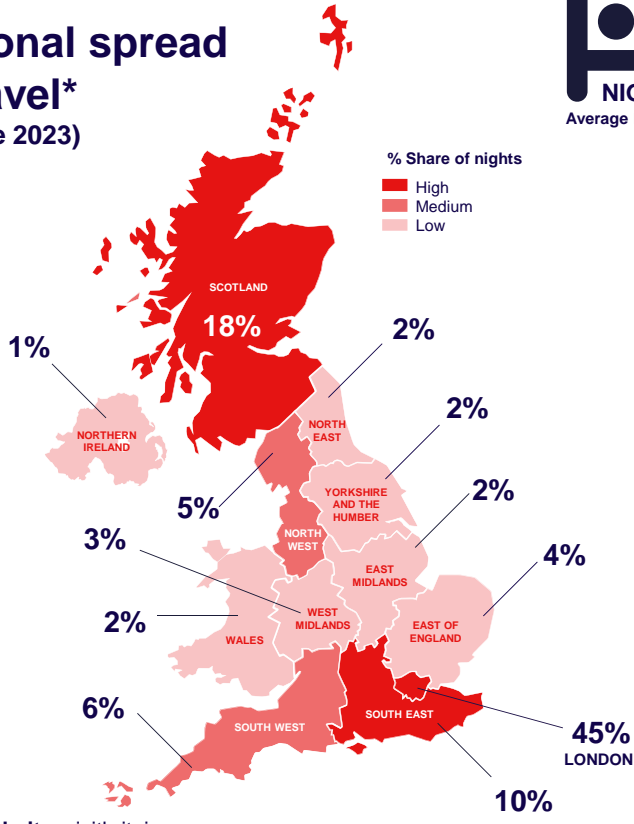 onal spread
avel*
e 2023)
NIG
Average
% Share of nights
High
Medium
Low
SCOTLAND
18%
1%
2%
NORTHERN
IRELAND
NORTH
EAST
2%
YORKSHIRE
AND THE
HUMBER
2%
5%
NORTH
WEST
3%
EAST
MIDLANDS
4%
WEST
MIDLANDS
2%
WALES
EAST OF
ENGLAND
6%
SOUTH WEST
SOUTH EAST
45%
LONDON
10%